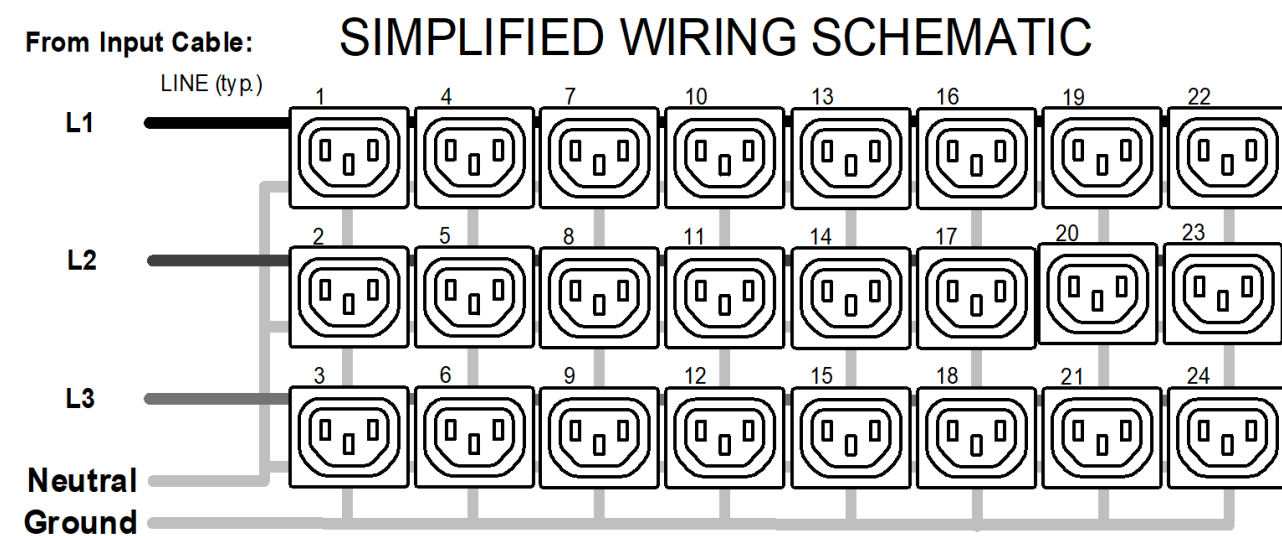 SIMPLIFIED WIRING SCHEMATIC
From Input Cable:
LINE (typ.)
1 4 7 10 13 16 19 22
L1
2 5 8 11 14 17 20 23
L2
3 6 9 12 15 18 21 24
L3
Neutral
Ground